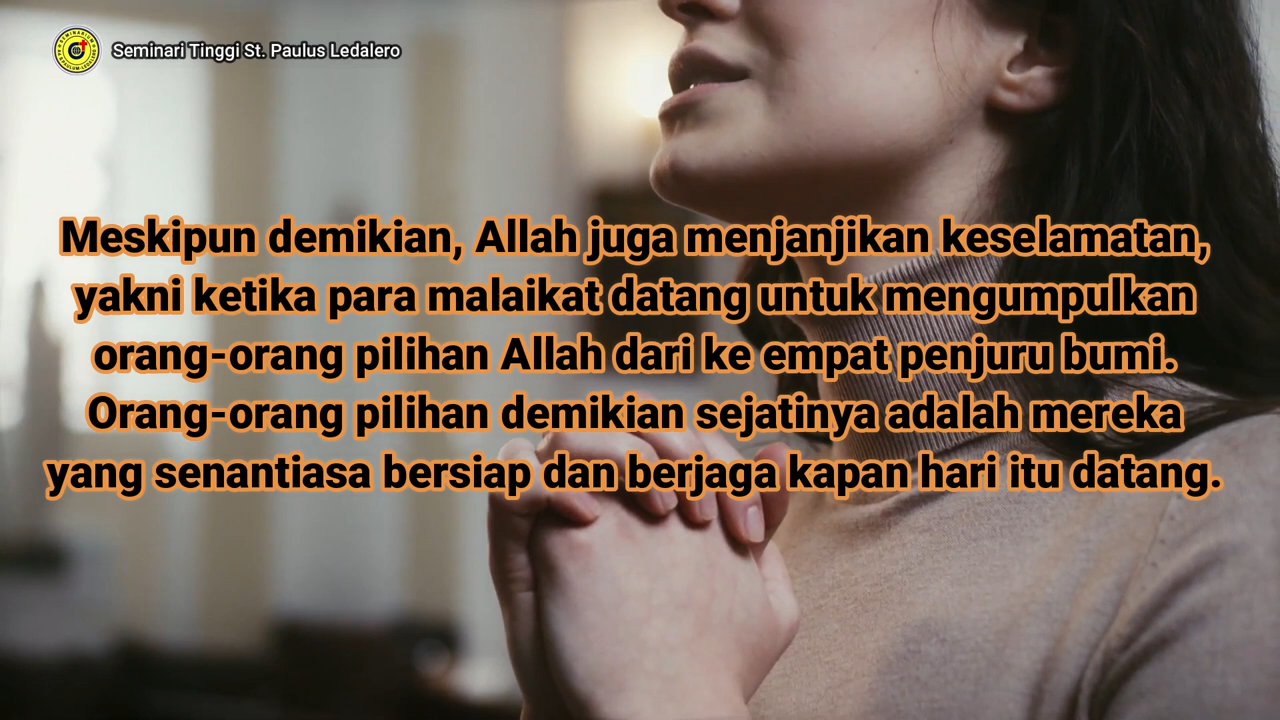 Seminari Tinggi St. Paulus Ledalero
Meskipun demikian, Allah juga menjanjikan keselamatan,
yakni ketika para malaikat datang untuk mengumpulkan
orang-orang pilihan Allah dari ke empat penjuru bumi.
Orang-orang pilihan demikian sejatinya adalah mereka
yang senantiasa bersiap dan berjaga kapan hari itu datang.